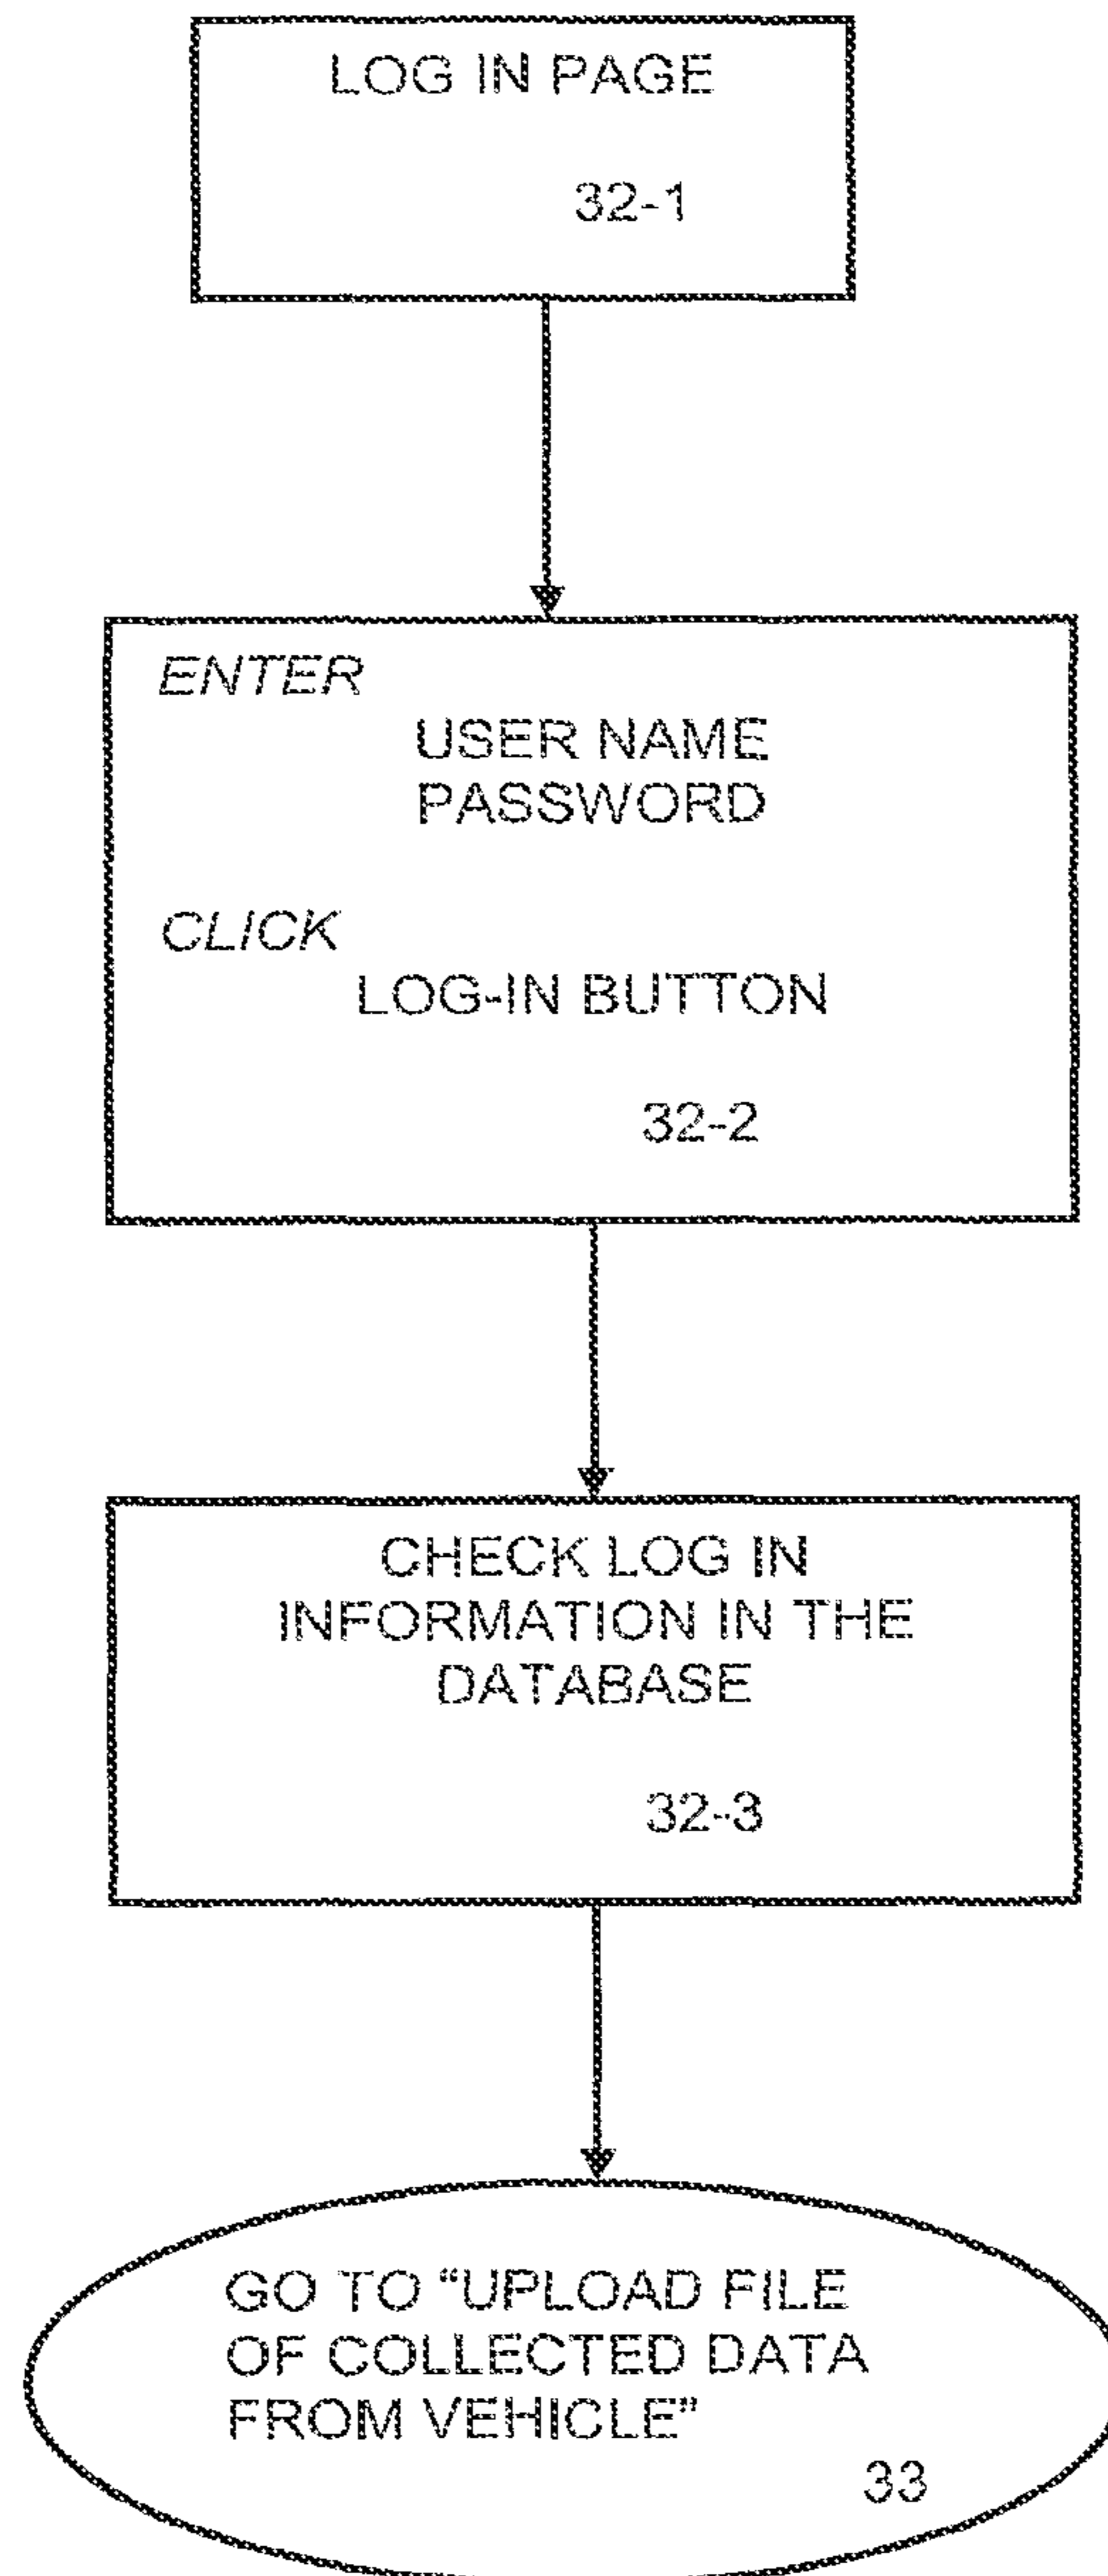 LOG IN PAGE
32-1
ENTER
USER NAME
PASSWORD
CLICK
LOG-IN BUTTON
32-2
CHECK LOG IN
INFORMATION IN THE
DATABASE
32-3
GO TO “UPLOAD FILE
OF COLLECTED DATA
FROM VEHICLE”
33